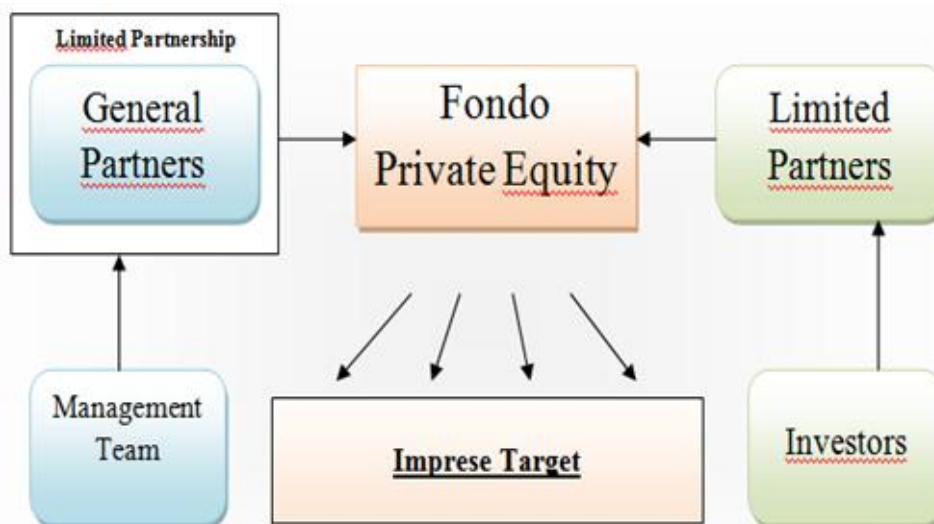 Limited Partnership
General
Partners
Fondo
Private Equity
Limited
Partners
Management
Team
Imprese Target
Investors